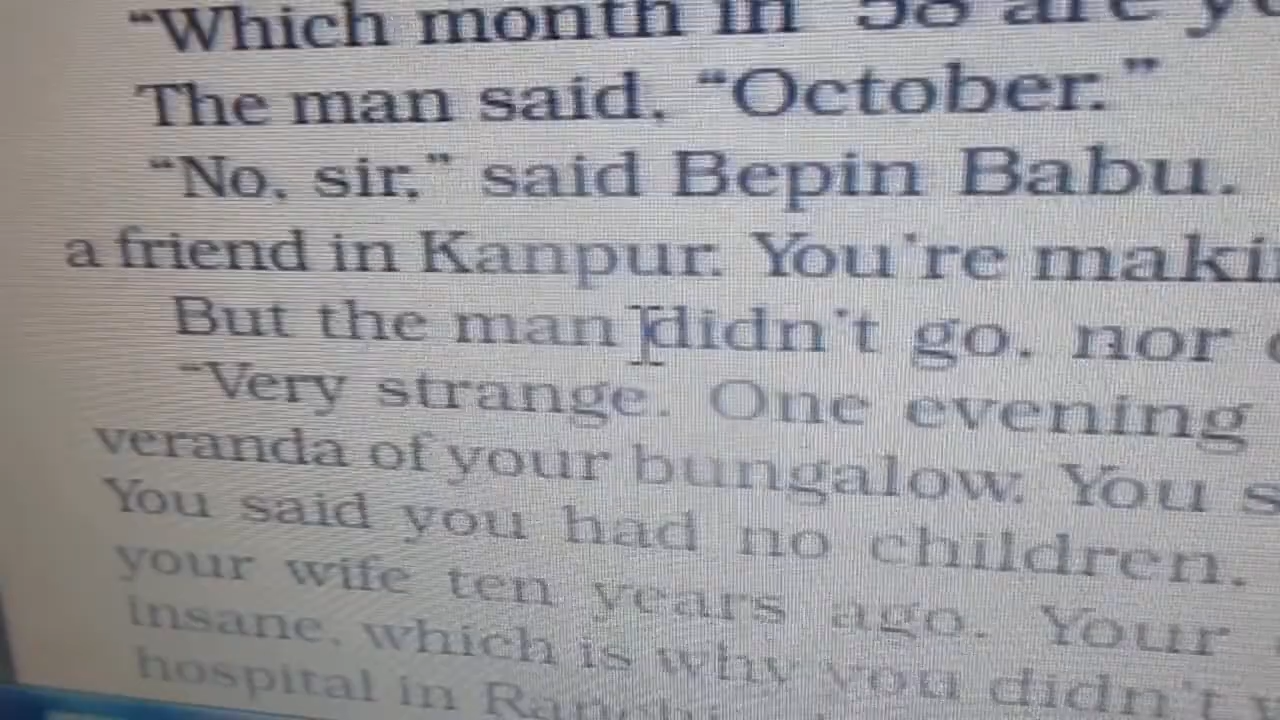 “Which month in '58 are
The man said, “October.”
“No, sir,” said Bepin Babu.
a friend in Kanpur. You're
But the man didn't go, nor
“Very strange. One evening
veranda of your bungalow. You
You said you had no children.
your wife ten years ago. Your
insane, which is why you didn't
hospital in